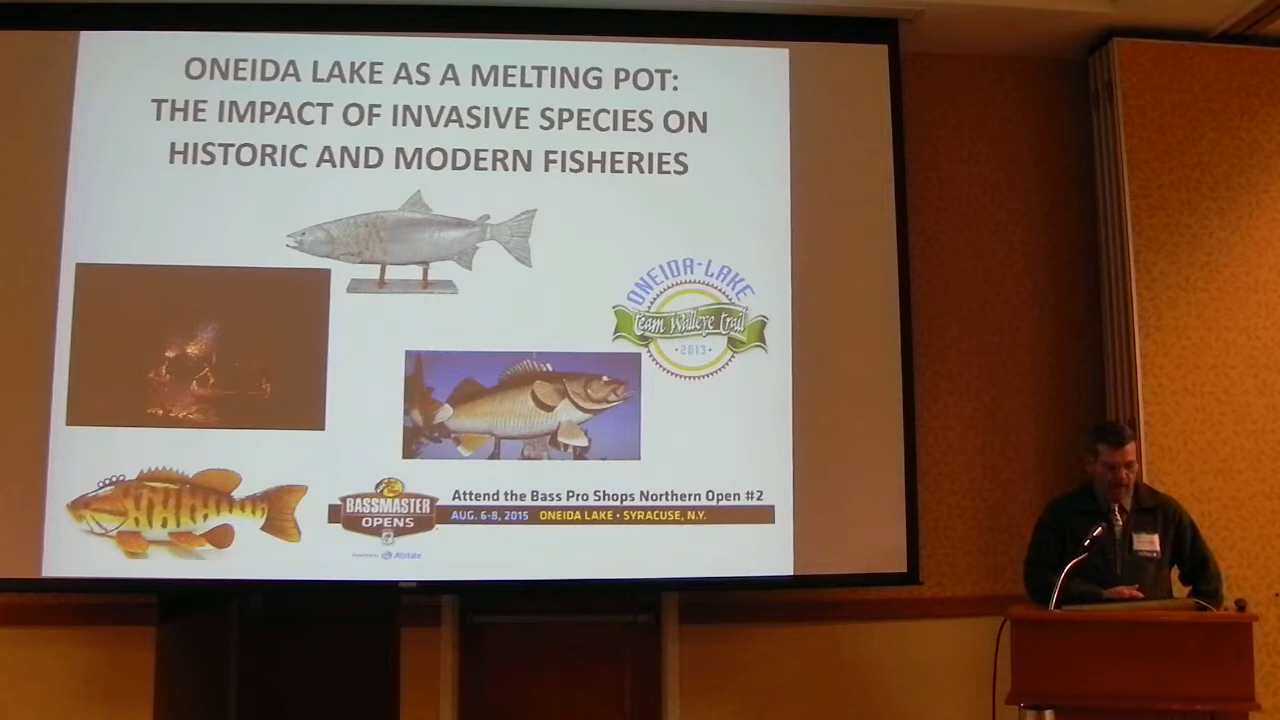 ONEIDA LAKE AS A MELTING POT:
THE IMPACT OF INVASIVE SPECIES ON
HISTORIC AND MODERN FISHERIES
ONEIDA-LAKE
team Walleye trail
• 2013 •
BASSMASTER
OPENS
Allstate
Attend the Bass Pro Shops Northern Open #2
AUG. 6-8, 2015 ONEIDA LAKE • SYRACUSE, N.Y.